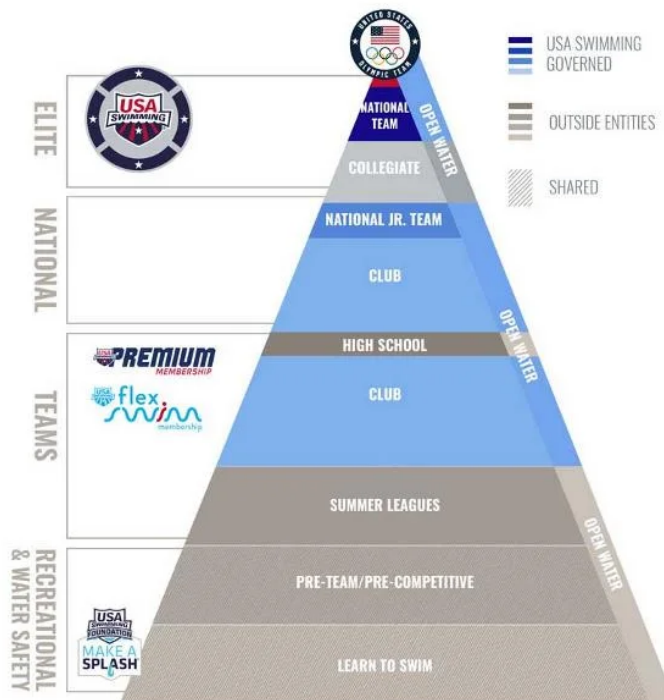 UNITED STATES
OLYMPIC TEAM
USA SWIMMING
GOVERNED
OUTSIDE ENTITIES
SHARED
ELITE
USA
SWIMMING
NATIONAL
TEAM
OPEN WATER
COLLEGIATE
NATIONAL
NATIONAL JR. TEAM
CLUB
OPEN WATER
TEAMS
USA
PREMIUM
MEMBERSHIP
USA
flex
swim
membership
HIGH SCHOOL
CLUB
SUMMER LEAGUES
OPEN WATER
RECREATIONAL
& WATER SAFETY
PRE-TEAM/PRE-COMPETITIVE
USA
SWIMMING
FOUNDATION
MAKE A
SPLASH
LEARN TO SWIM